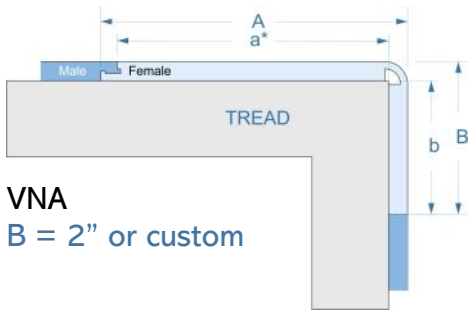 A
a*
Male Female
TREAD
b B
VNA
B = 2” or custom